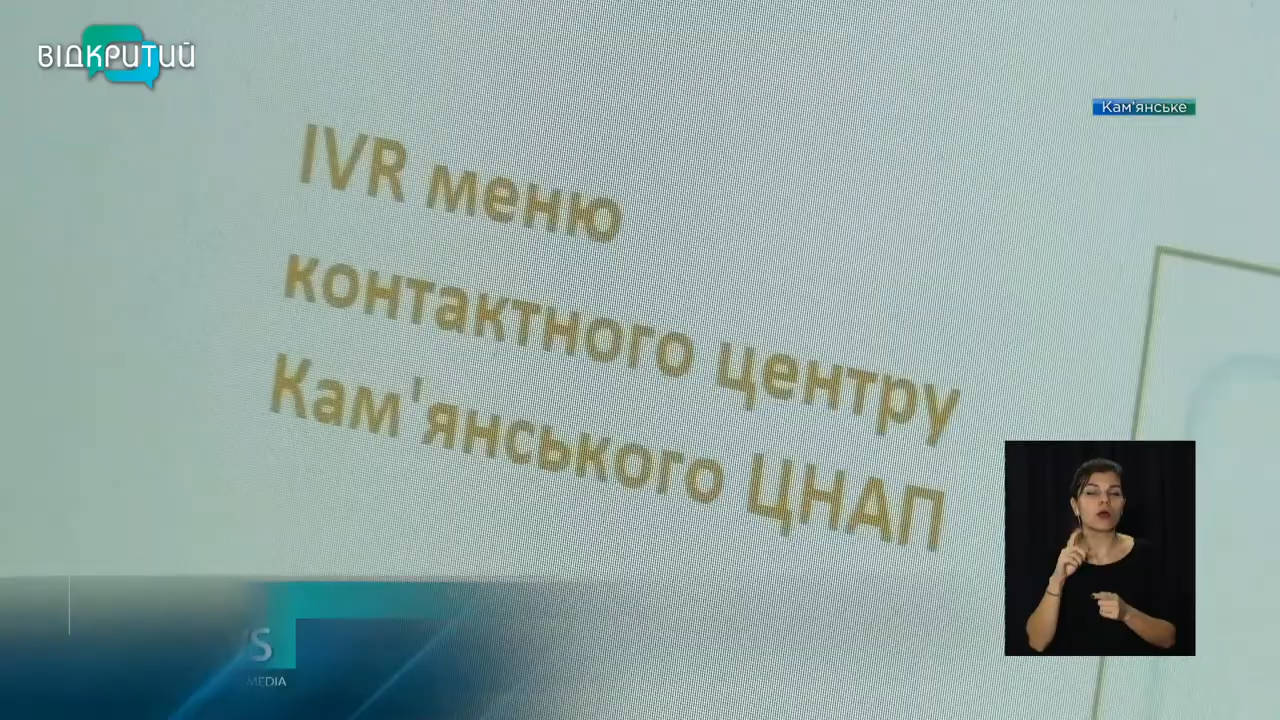 ВІДКРИТИЙ
Кам'янське
IVR меню
контактного центру
Кам'янського ЦНАП
MEDIA